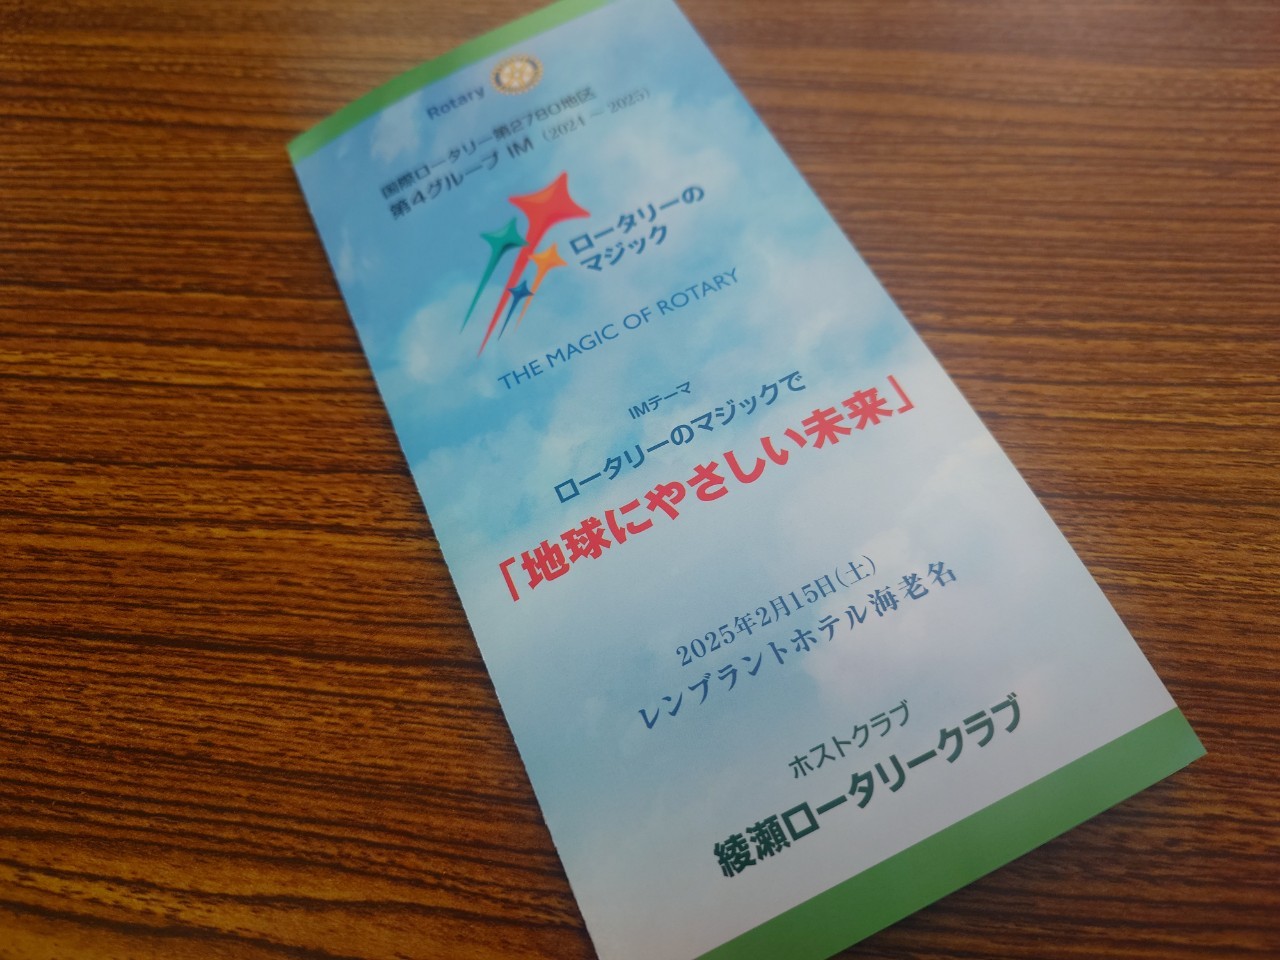 Rotary
国際ロータリー第2780地区
第4グループ IM (2024～2025)
ロータリーの
マジック
THE MAGIC OF ROTARY
IMテーマ
ロータリーのマジックで
「地球にやさしい未来」
2025年2月15日(土)
レンブラントホテル海老名
ホストクラブ
綾瀬ロータリークラブ